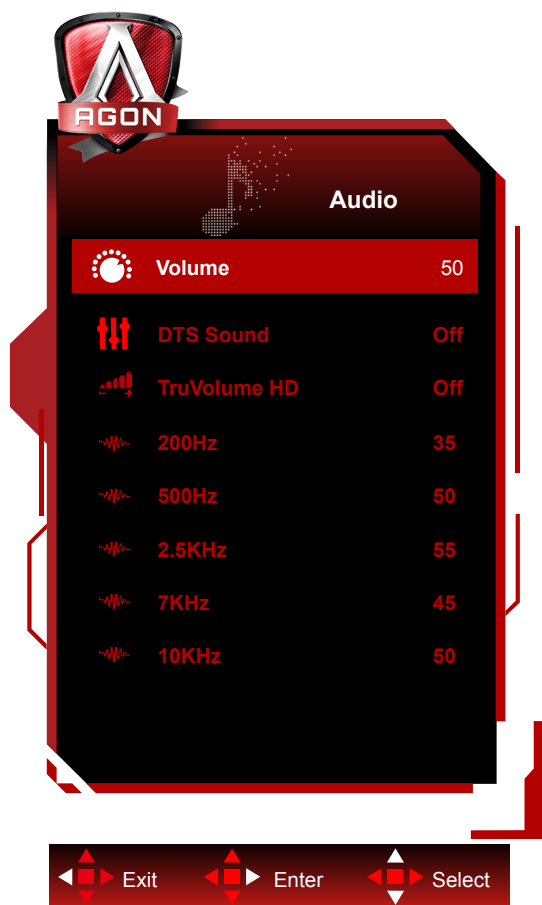 AGON
Audio
Volume 50
DTS Sound Off
TruVolume HD Off
200Hz 35
500Hz 50
2.5KHz 55
7KHz 45
10KHz 50
Exit Enter Select